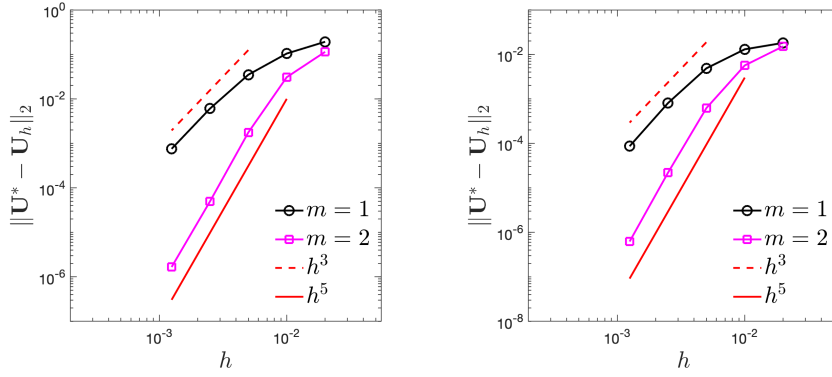 10^0
10^-2
10^-4
10^-6
‖U* − U_h‖_2
m = 1
m = 2
h^3
h^5
10^-3
10^-2
h
10^-2
10^-4
10^-6
10^-8
‖U* − U_h‖_2
m = 1
m = 2
h^3
h^5
10^-3
10^-2
h